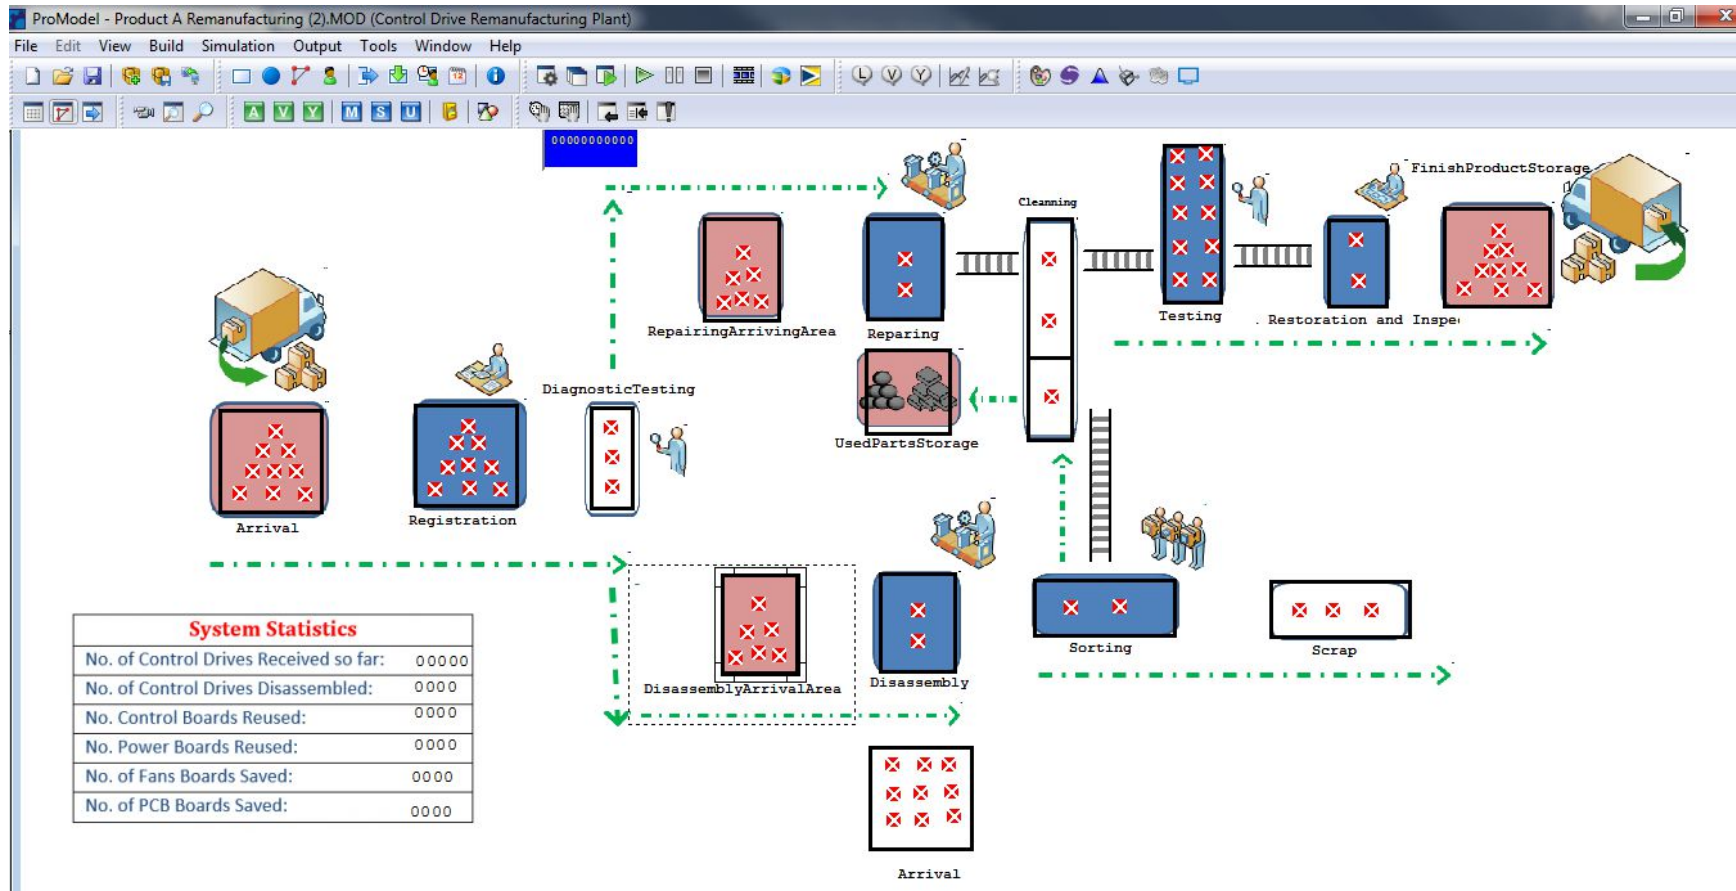 ProModel - Product A Remanufacturing (2).MOD (Control Drive Remanufacturing Plant)
File Edit View Build Simulation Output Tools Window Help
L V Y
A V Y M S U
00000000000
FinishProductStorage
Cleanning
RepairingArrivingArea
Reparing
Testing
. Restoration and Inspec
DiagnosticTesting
UsedPartsStorage
Arrival
Registration
DisassemblyArrivalArea
Disassembly
Sorting
Scrap
System Statistics
No. of Control Drives Received so far: 00000
No. of Control Drives Disassembled: 0000
No. Control Boards Reused: 0000
No. Power Boards Reused: 0000
No. of Fans Boards Saved: 0000
No. of PCB Boards Saved: 0000
Arrival